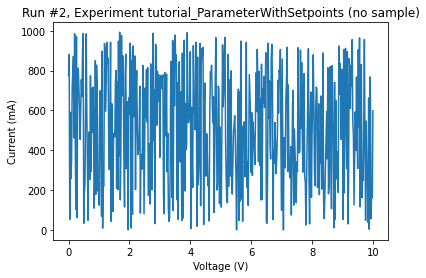 Run #2, Experiment tutorial_ParameterWithSetpoints (no sample)
1000
800
600
400
200
0
Current (mA)
0 2 4 6 8 10
Voltage (V)